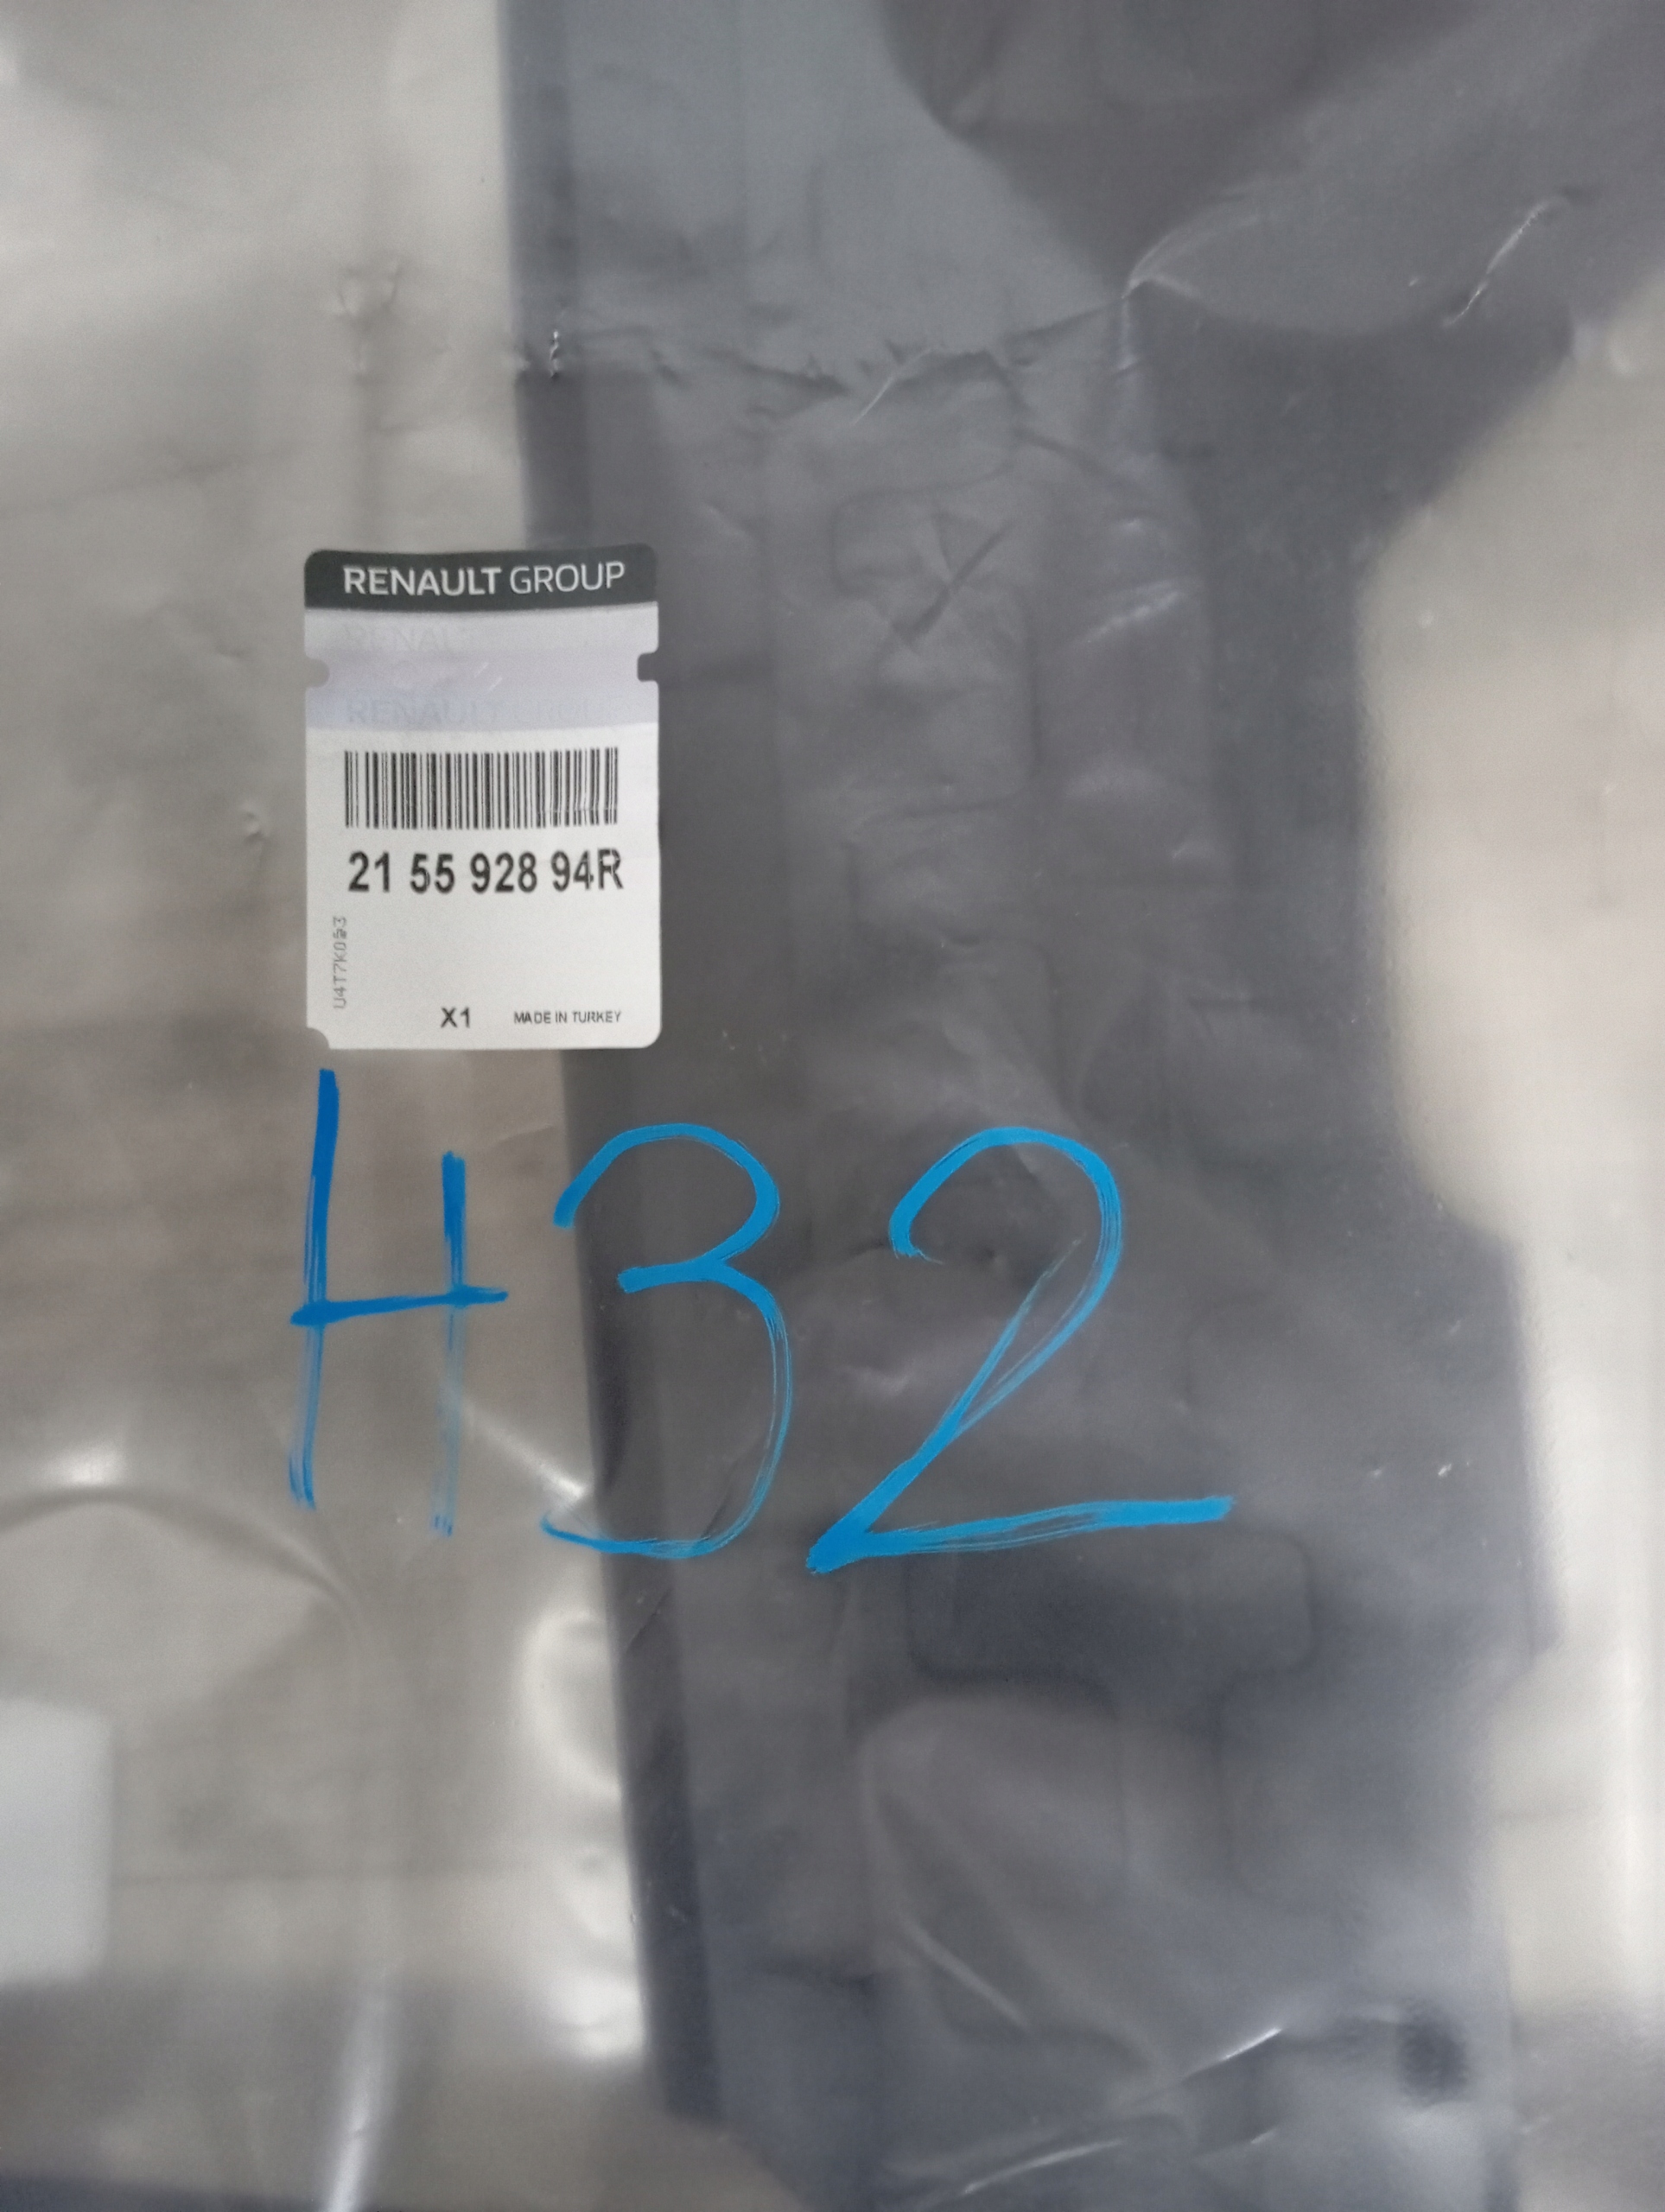 RENAULT GROUP
21 55 928 94R
X1 MADE IN TURKEY
H32